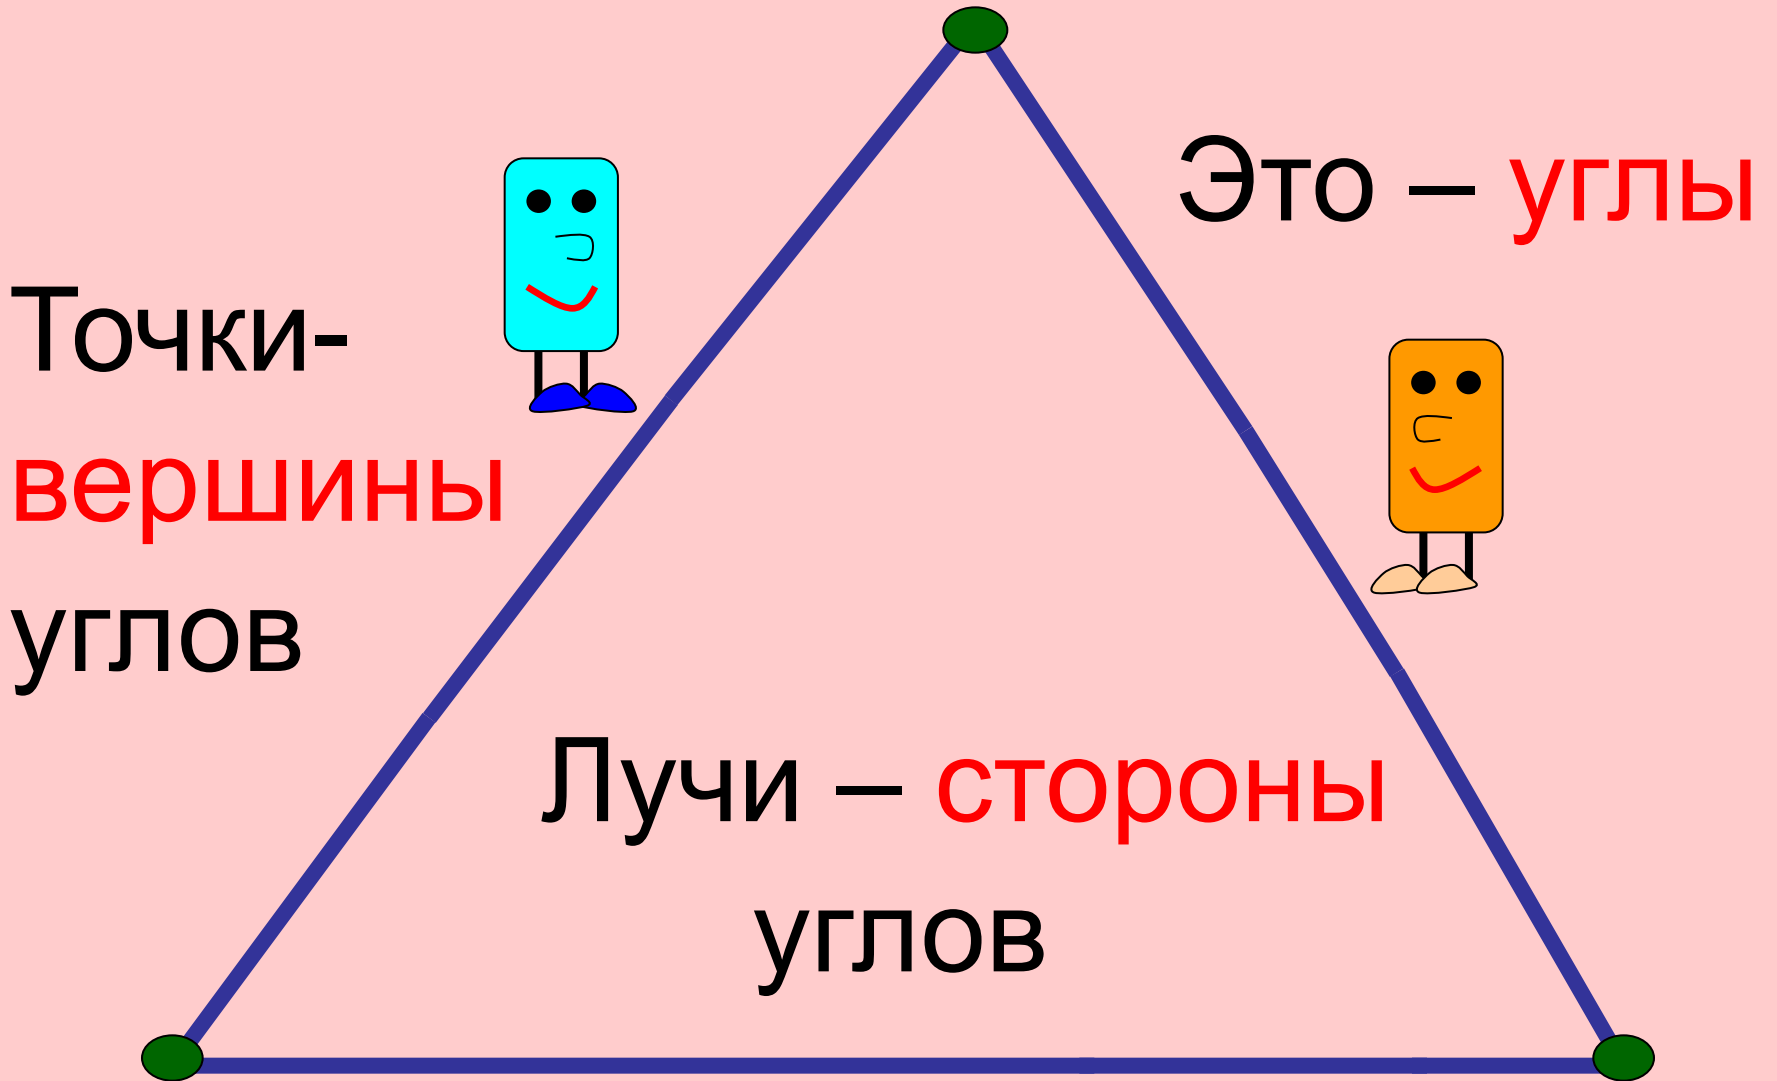 Это – углы
Точки-
вершины
углов
Лучи – стороны
углов